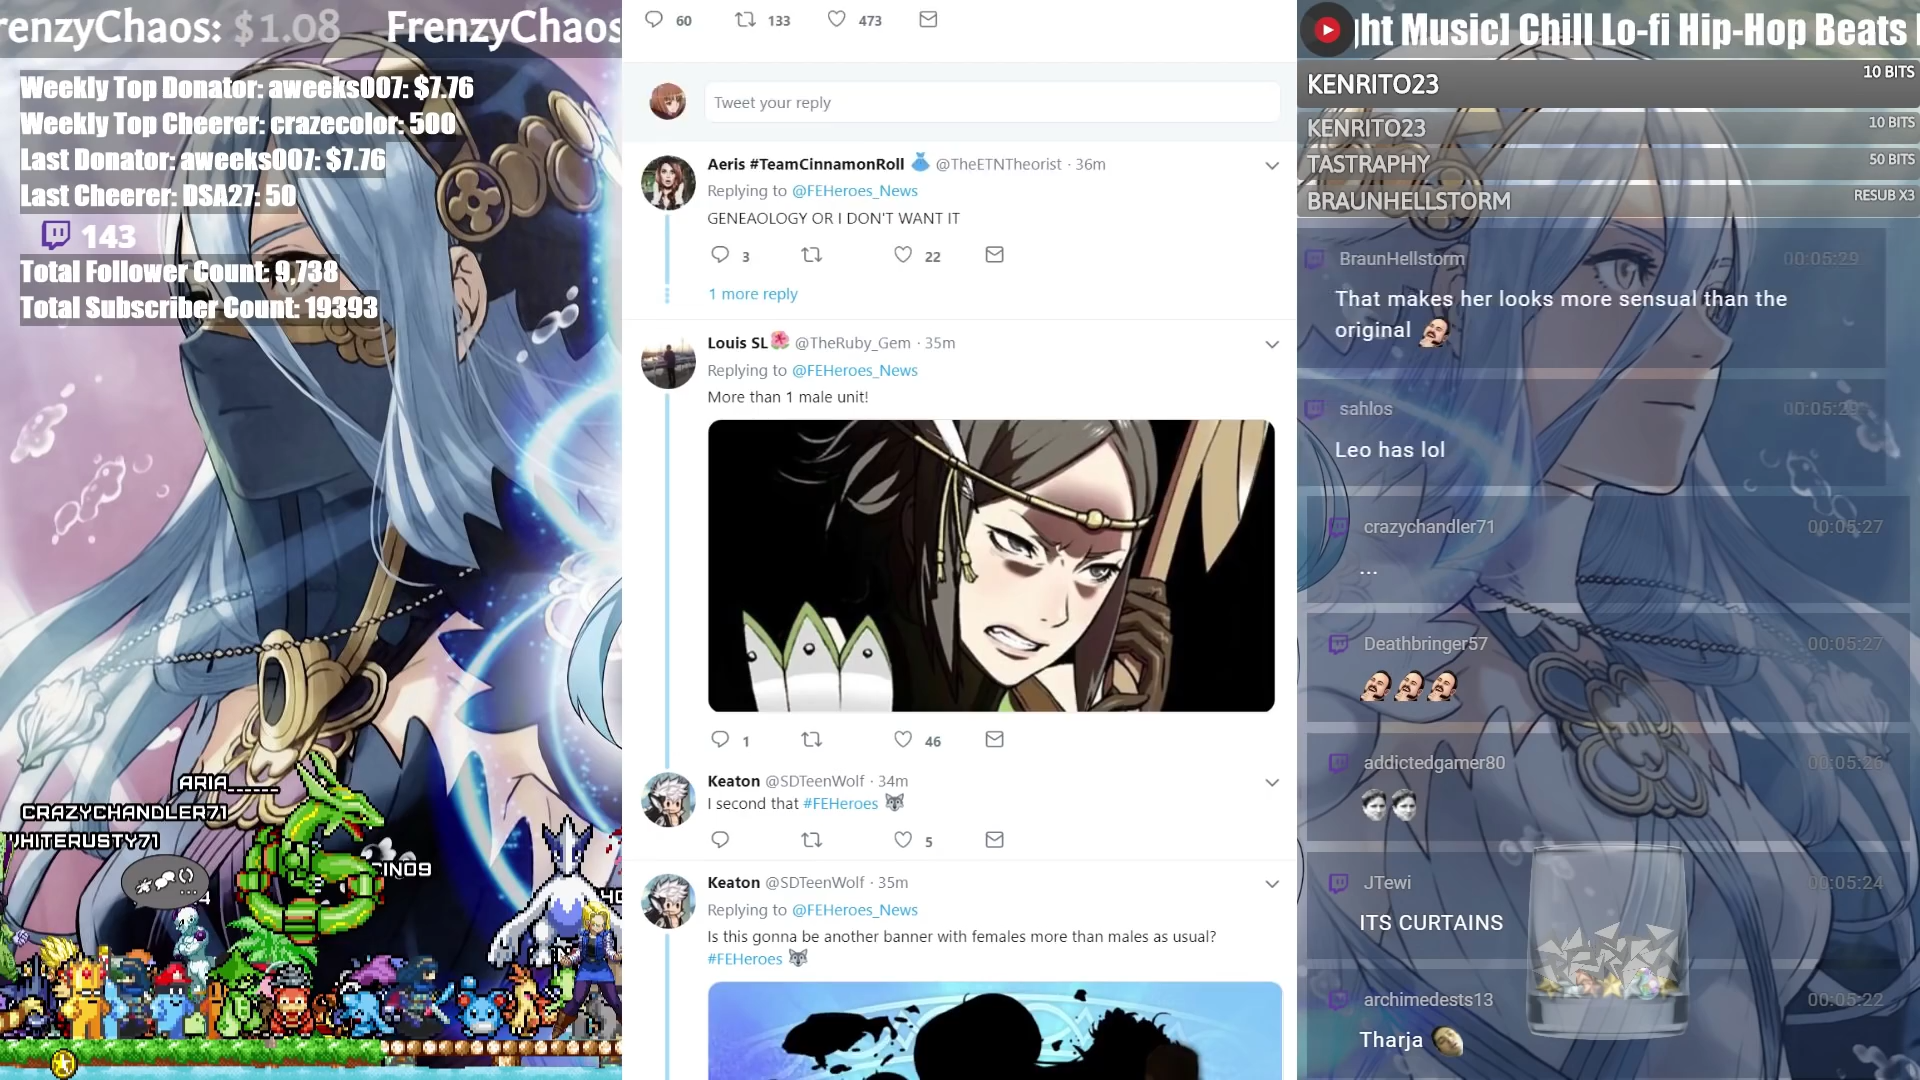 renzyChaos: $1.08 FrenzyChaos
Weekly Top Donator: aweeks007: $7.76
Weekly Top Cheerer: crazecolor: 500
Last Donator: aweeks007: $7.76
Last Cheerer: DSA27: 50
143
Total Follower Count: 9,738
Total Subscriber Count: 19393
ARIA______
CRAZYCHANDLER71
WHITERUSTY71
CINO9
4
60 133 473
Tweet your reply
Aeris #TeamCinnamonRoll @TheETNTheorist · 36m
Replying to @FEHeroes_News
GENEAOLOGY OR I DON'T WANT IT
3 22
1 more reply
Louis SL @TheRuby_Gem · 35m
Replying to @FEHeroes_News
More than 1 male unit!
1 46
Keaton @SDTeenWolf · 34m
I second that #FEHeroes
5
Keaton @SDTeenWolf · 35m
Replying to @FEHeroes_News
Is this gonna be another banner with females more than males as usual?
#FEHeroes
ht Music] Chill Lo-fi Hip-Hop Beats
KENRITO23 10 BITS
KENRITO23 10 BITS
TASTRAPHY 50 BITS
BRAUNHELLSTORM RESUB X3
BraunHellstorm 00:05:29
That makes her looks more sensual than the
original
sahlos 00:05:29
Leo has lol
crazychandler71 00:05:27
...
Deathbringer57 00:05:27
addictedgamer80 00:05:26
JTewi 00:05:24
ITS CURTAINS
archimedests13 00:05:22
Tharja